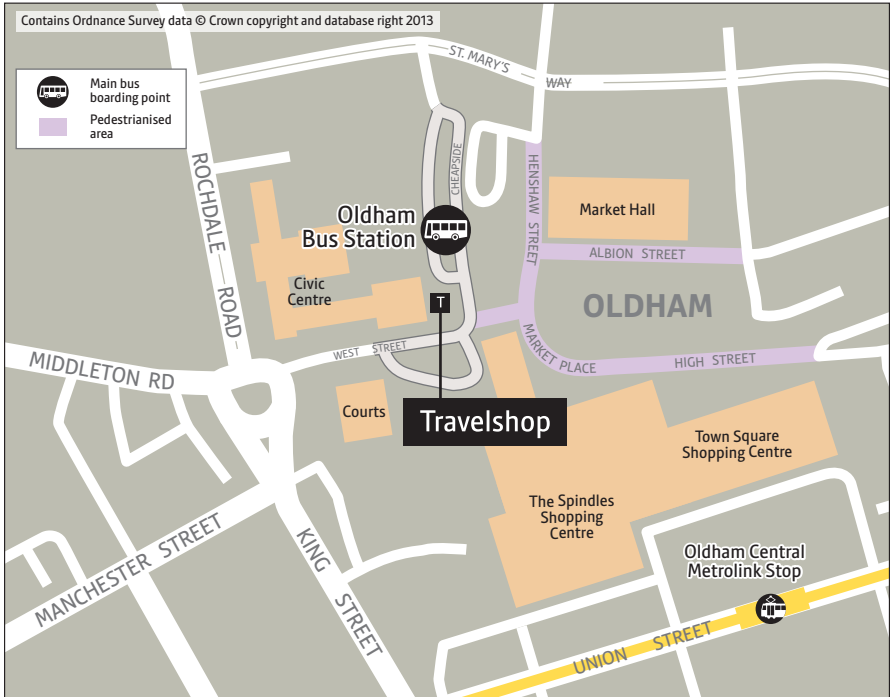 Contains Ordnance Survey data © Crown copyright and database right 2013
Main bus
boarding point
Pedestrianised
area
ST. MARY'S
WAY
ROCHDALE
ROAD
CHEAPSIDE
HENSHAW STREET
Oldham
Bus Station
Market Hall
ALBION STREET
Civic
Centre
T
OLDHAM
MIDDLETON RD
WEST STREET
MARKET PLACE
HIGH STREET
Courts
Travelshop
Town Square
Shopping Centre
The Spindles
Shopping
Centre
MANCHESTER STREET
KING
STREET
Oldham Central
Metrolink Stop
UNION STREET